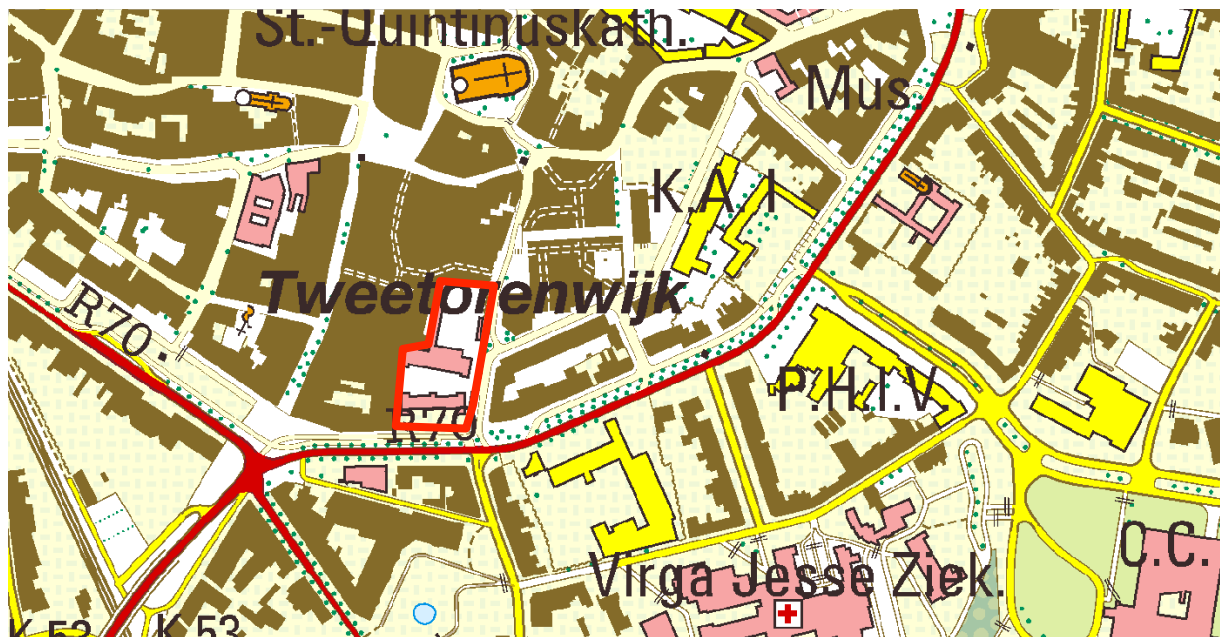 St.-Quintinuskath.
Mus.
K.A. I
Tweetorenwijk
R70.
P.H.I.V.
R70
C.C.
Virga Jesse Ziek.
K 53
K 53